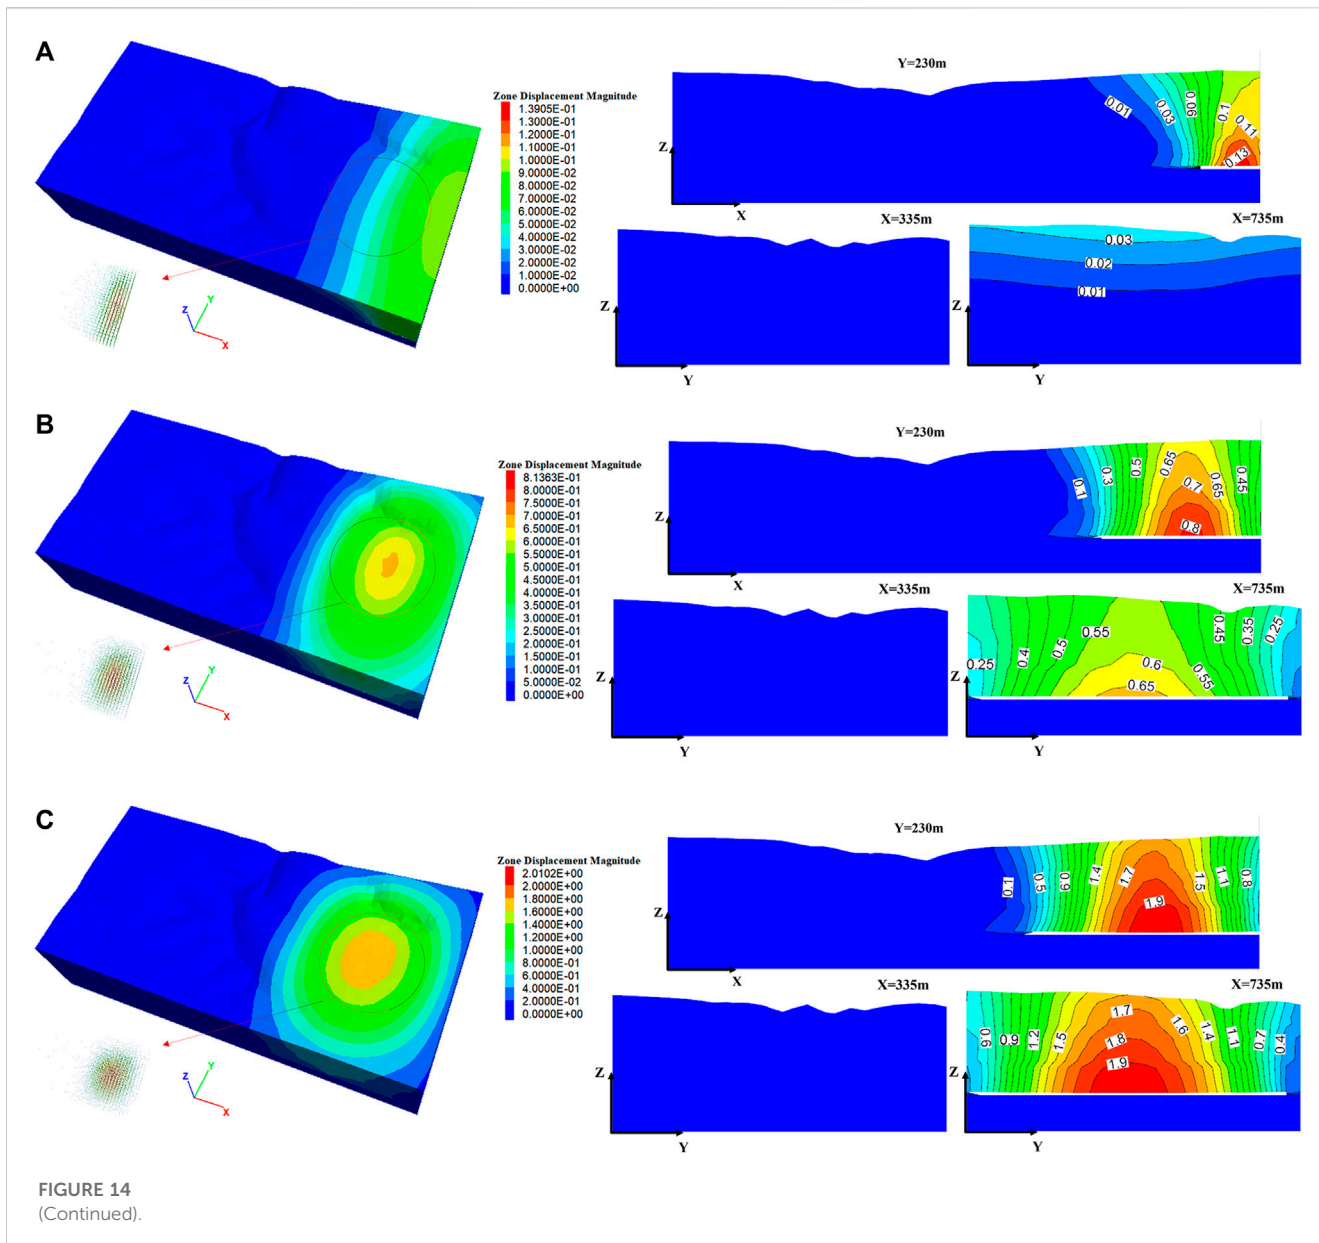 A
Zone Displacement Magnitude
1.3905E-01
1.3000E-01
1.2000E-01
1.1000E-01
1.0000E-01
9.0000E-02
8.0000E-02
7.0000E-02
6.0000E-02
5.0000E-02
4.0000E-02
3.0000E-02
2.0000E-02
1.0000E-02
0.0000E+00
Z
Y
X
Y=230m
0.01
0.03
0.06
0.1
0.11
0.13
Z
X
X=335m
Z
Y
X=735m
0.03
0.02
0.01
Z
Y
B
Zone Displacement Magnitude
8.1363E-01
8.0000E-01
7.5000E-01
7.0000E-01
6.5000E-01
6.0000E-01
5.5000E-01
5.0000E-01
4.5000E-01
4.0000E-01
3.5000E-01
3.0000E-01
2.5000E-01
2.0000E-01
1.5000E-01
1.0000E-01
5.0000E-02
0.0000E+00
Z
Y
X
Y=230m
0.1
0.3
0.5
0.65
0.7
0.65
0.45
0.8
Z
X
X=335m
Z
Y
X=735m
0.25
0.4
0.5
0.55
0.6
0.65
0.55
0.45
0.35
0.25
Z
Y
C
Zone Displacement Magnitude
2.0102E+00
2.0000E+00
1.8000E+00
1.6000E+00
1.4000E+00
1.2000E+00
1.0000E+00
8.0000E-01
6.0000E-01
4.0000E-01
2.0000E-01
0.0000E+00
Z
Y
X
Y=230m
0.1
0.5
0.9
1.4
1.7
1.9
1.5
1.1
0.8
Z
X
X=335m
Z
Y
X=735m
0.9
1.2
1.5
1.7
1.8
1.9
1.6
1.4
1.1
0.7
0.4
Z
Y
FIGURE 14
(Continued).